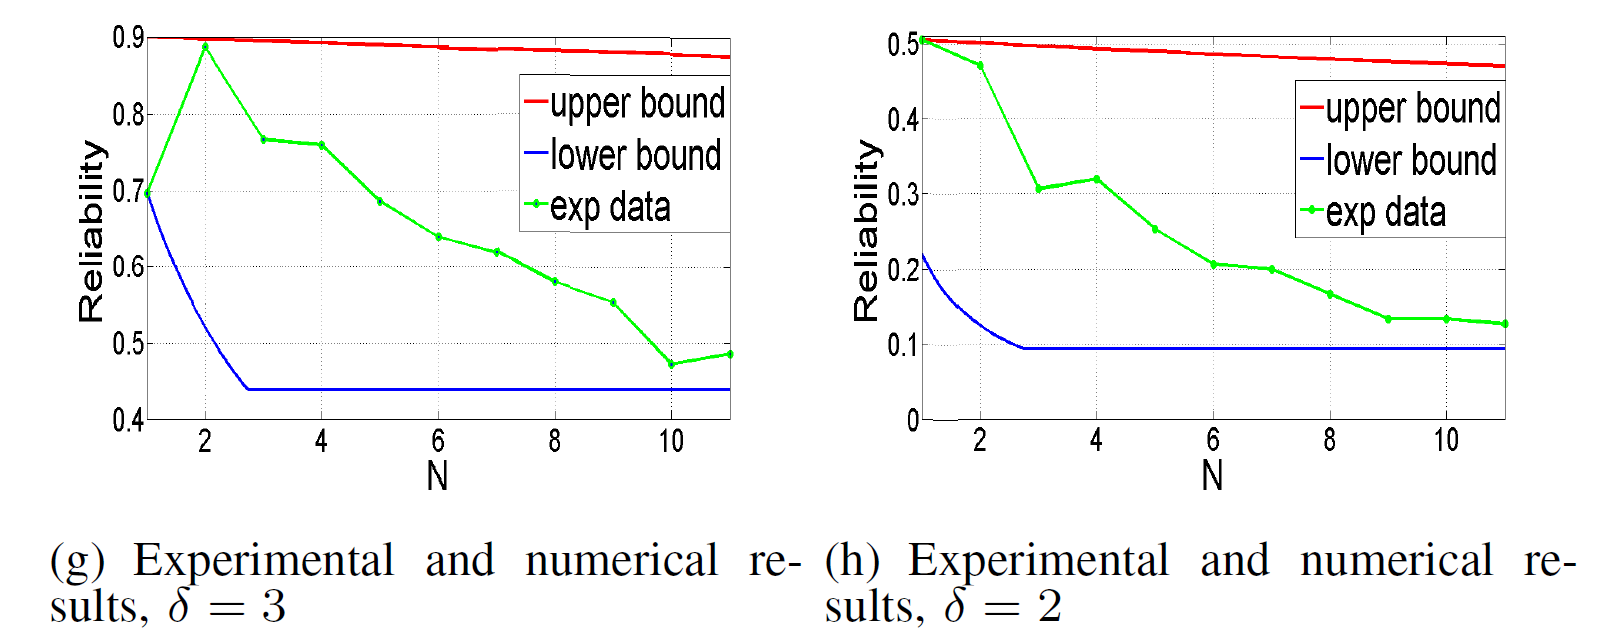 0.9
0.8
0.7
0.6
0.5
0.4
Reliability
2 4 6 8 10
N
upper bound
lower bound
exp data
(g) Experimental and numerical re-
sults, δ = 3
0.5
0.4
0.3
0.2
0.1
0
Reliability
2 4 6 8 10
N
upper bound
lower bound
exp data
(h) Experimental and numerical re-
sults, δ = 2